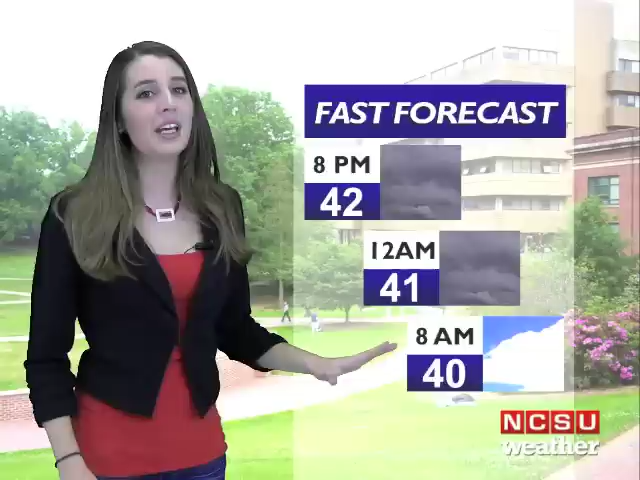 FAST FORECAST
8 PM
42
12AM
41
8 AM
40
NCSU
weather